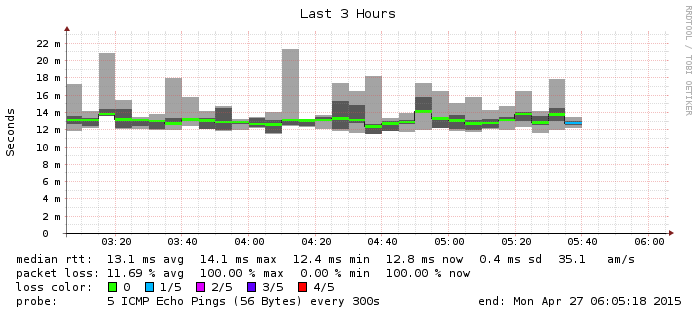 Last 3 Hours
RRDTOOL / TOBI OETIKER
Seconds
22 m
20 m
18 m
16 m
14 m
12 m
10 m
8 m
6 m
4 m
2 m
0
03:20 03:40 04:00 04:20 04:40 05:00 05:20 05:40 06:00
median rtt: 13.1 ms avg 14.1 ms max 12.4 ms min 12.8 ms now 0.4 ms sd 35.1 am/s
packet loss: 11.69 % avg 100.00 % max 0.00 % min 100.00 % now
loss color: 0 1/5 2/5 3/5 4/5
probe: 5 ICMP Echo Pings (56 Bytes) every 300s end: Mon Apr 27 06:05:18 2015